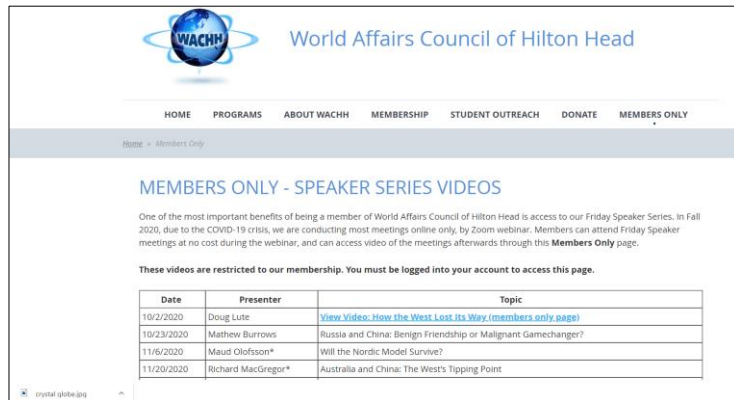 WACHH
World Affairs Council of Hilton Head
HOME PROGRAMS ABOUT WACHH MEMBERSHIP STUDENT OUTREACH DONATE MEMBERS ONLY
Home » Members Only
MEMBERS ONLY - SPEAKER SERIES VIDEOS
One of the most important benefits of being a member of World Affairs Council of Hilton Head is access to our Friday Speaker Series. In Fall
2020, due to the COVID-19 crisis, we are conducting most meetings online only, by Zoom webinar. Members can attend Friday Speaker
meetings at no cost during the webinar, and can access video of the meetings afterwards through this Members Only page.
These videos are restricted to our membership. You must be logged into your account to access this page.
Date Presenter Topic
10/2/2020 Doug Lute View Video: How the West Lost Its Way (members only page)
10/23/2020 Mathew Burrows Russia and China: Benign Friendship or Malignant Gamechanger?
11/6/2020 Maud Olofsson* Will the Nordic Model Survive?
11/20/2020 Richard MacGregor* Australia and China: The West's Tipping Point
crystal globe.jpg